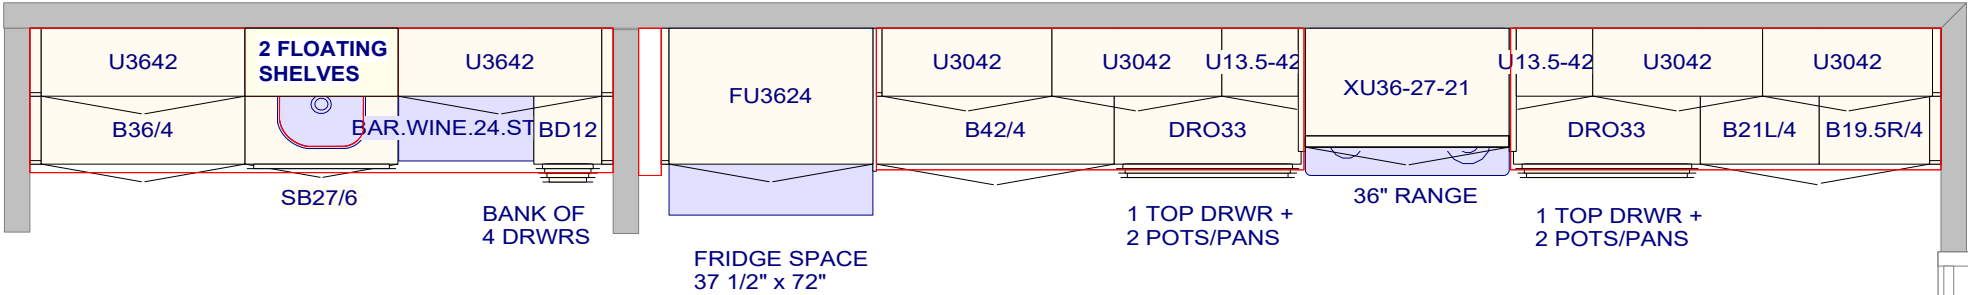 U3642
2 FLOATING
SHELVES
U3642
B36/4
BAR.WINE.24.ST
BD12
SB27/6
BANK OF
4 DRWRS
FU3624
FRIDGE SPACE
37 1/2" x 72"
U3042
U3042
U13.5-42
B42/4
DRO33
1 TOP DRWR +
2 POTS/PANS
XU36-27-21
36" RANGE
U13.5-42
U3042
U3042
DRO33
B21L/4
B19.5R/4
1 TOP DRWR +
2 POTS/PANS